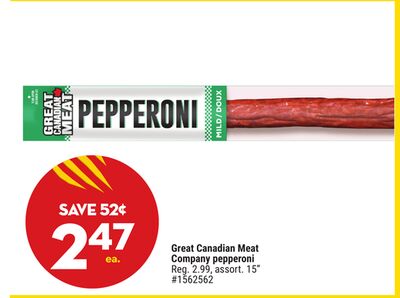 GREAT
CANADIAN
MEAT
PEPPERONI
MILD/DOUX
SAVE 52¢
2 47
ea.
Great Canadian Meat
Company pepperoni
Reg. 2.99, assort. 15”
#1562562